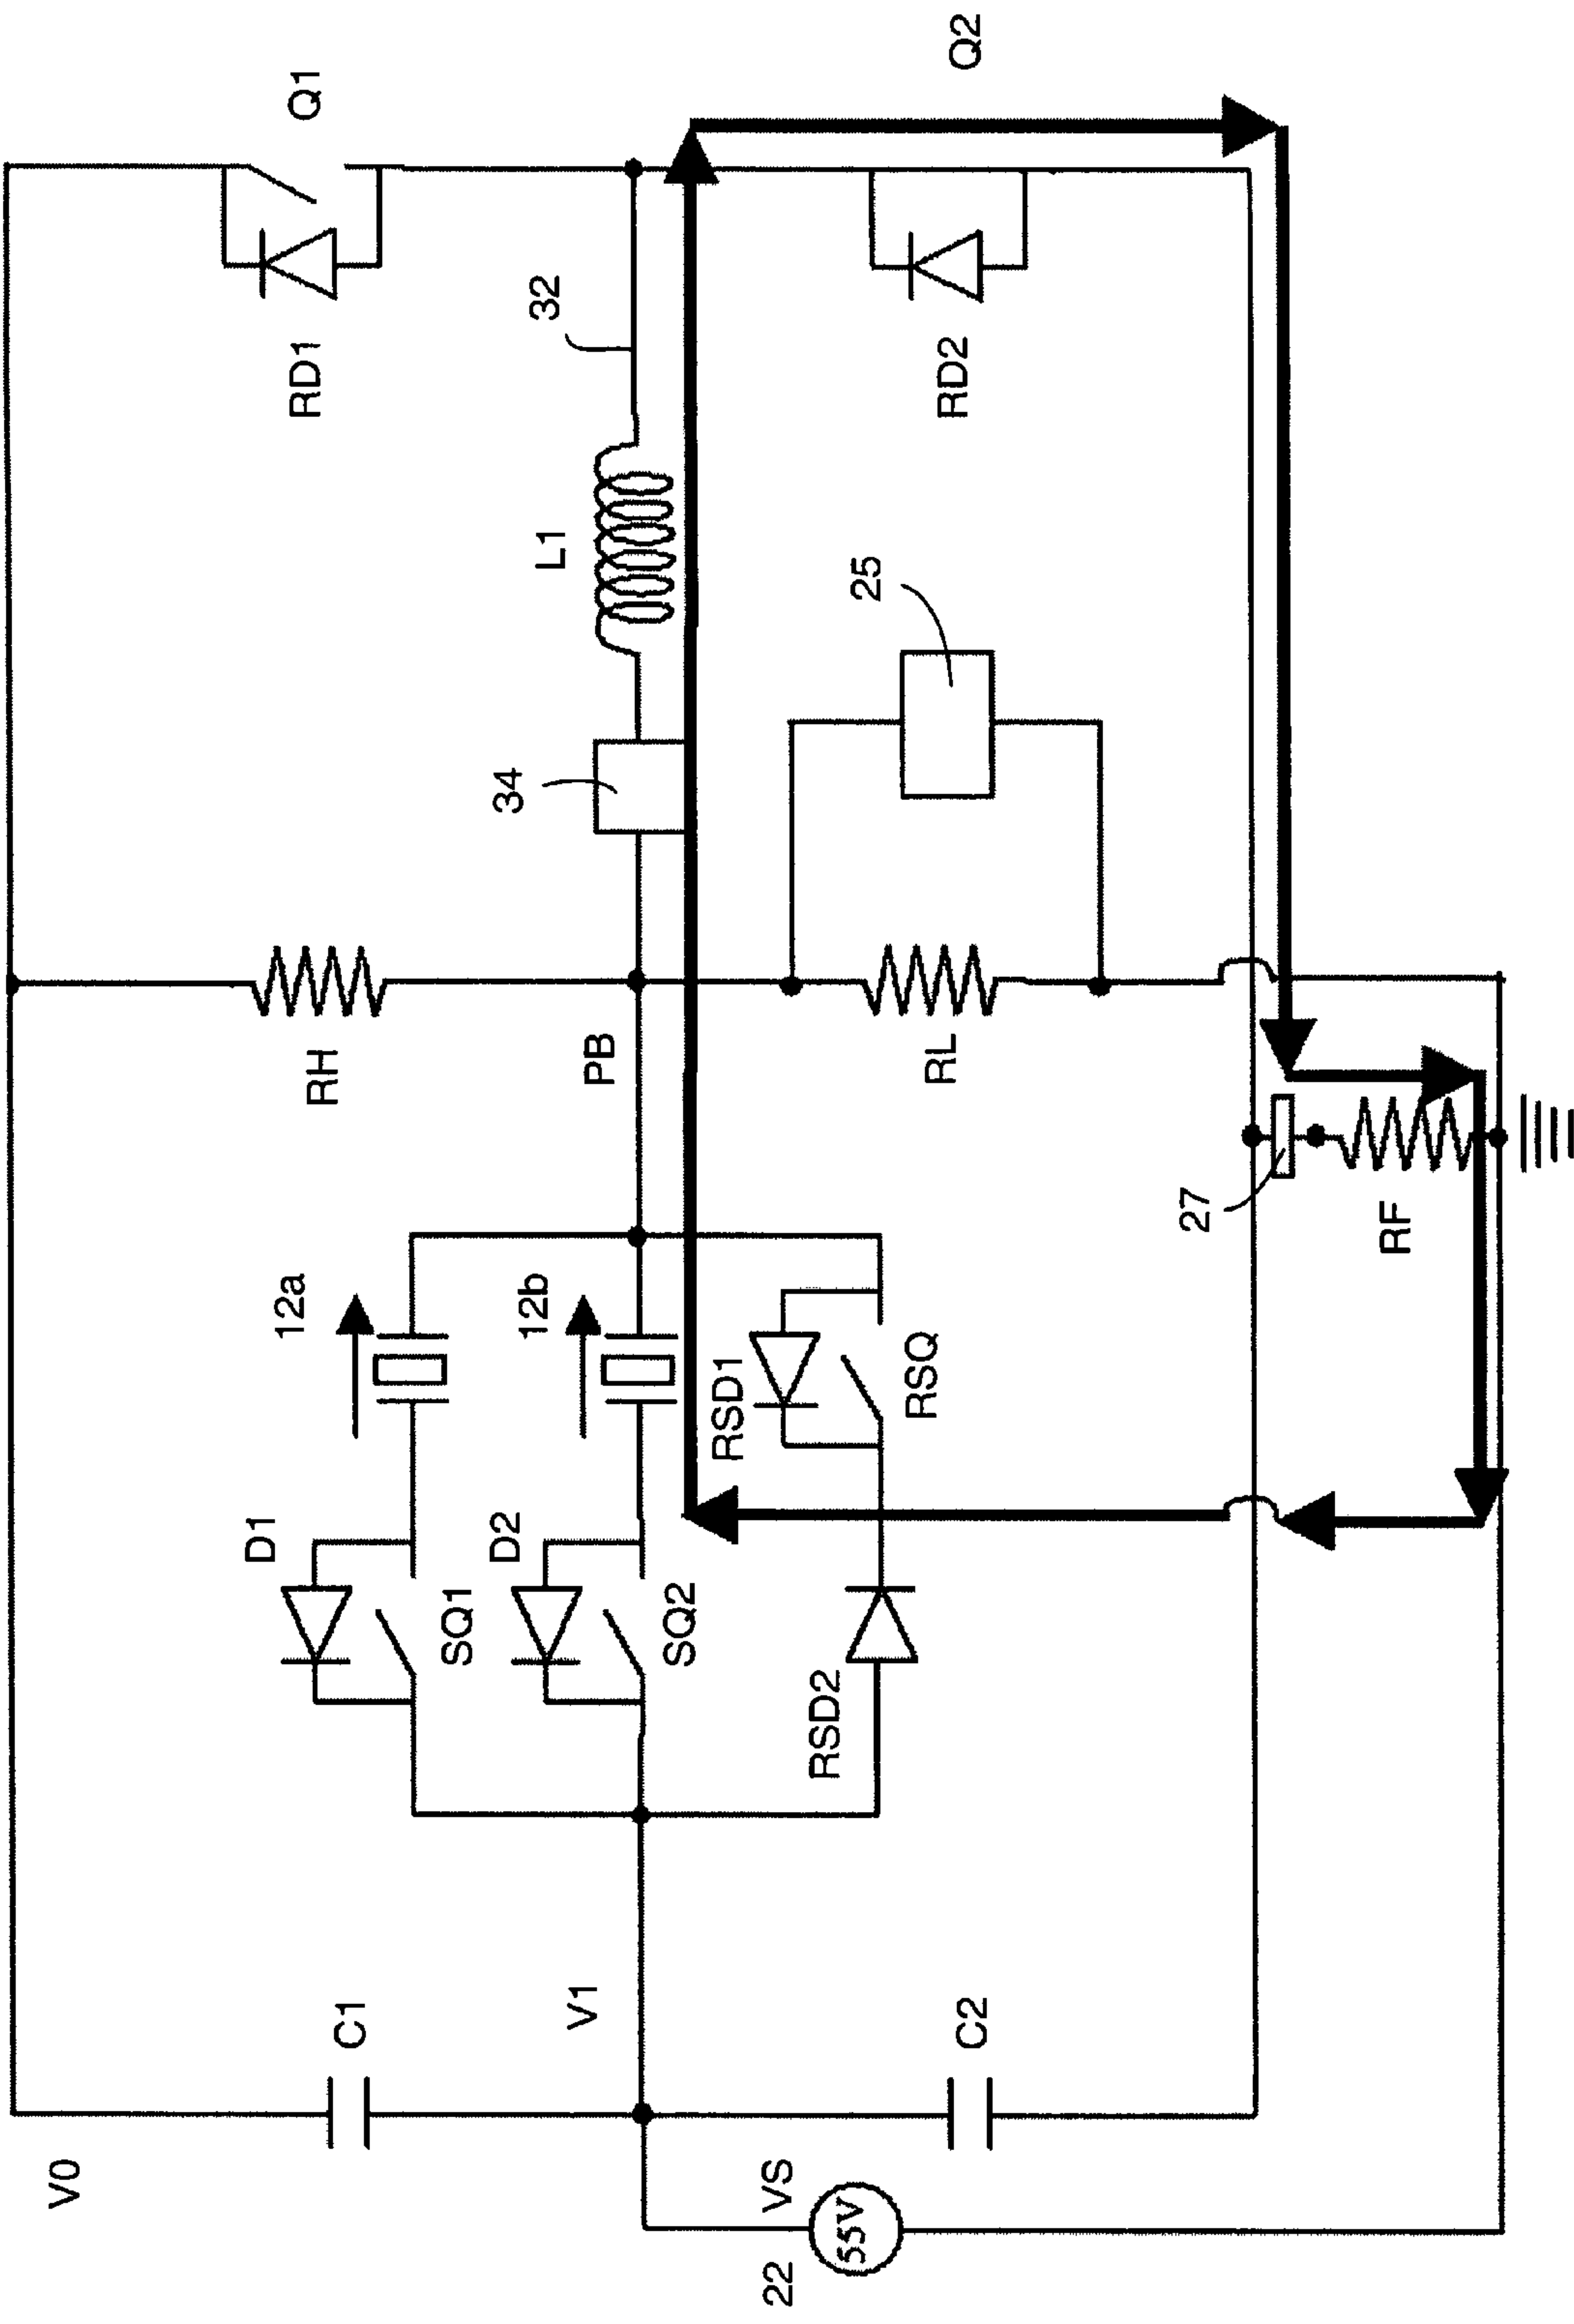 V0
C1
V1
C2
VS
55V
22
D1
SQ1
D2
SQ2
RSD2
12a
12b
RSD1
RSQ
RH
PB
RL
27
RF
34
L1
25
32
RD1
Q1
RD2
Q2